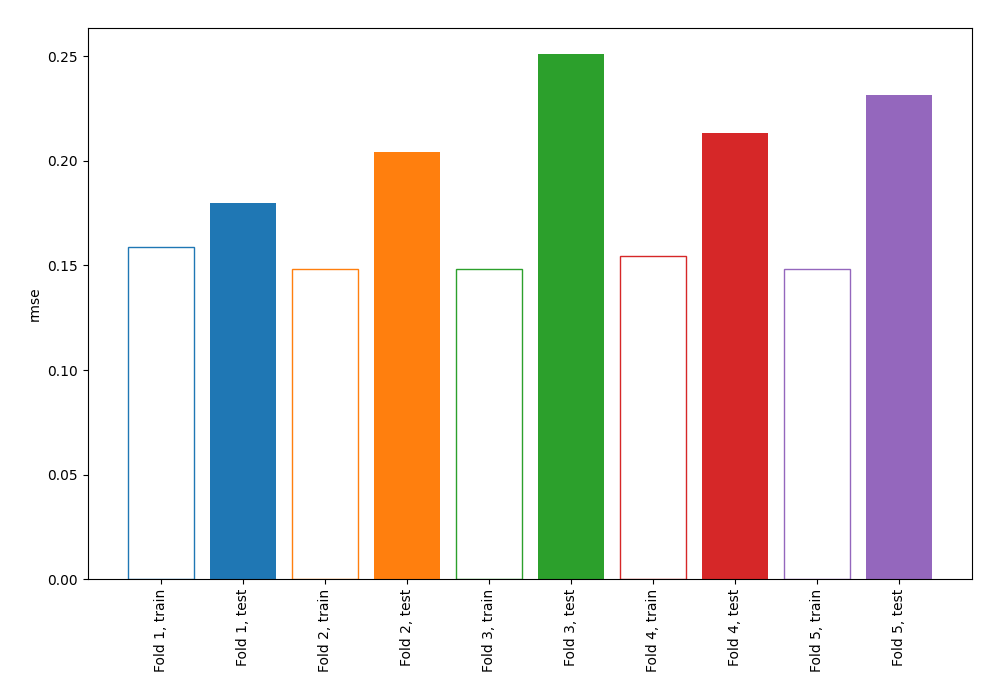 0.25
0.20
0.15
0.10
0.05
0.00
rmse
Fold 1, train
Fold 1, test
Fold 2, train
Fold 2, test
Fold 3, train
Fold 3, test
Fold 4, train
Fold 4, test
Fold 5, train
Fold 5, test